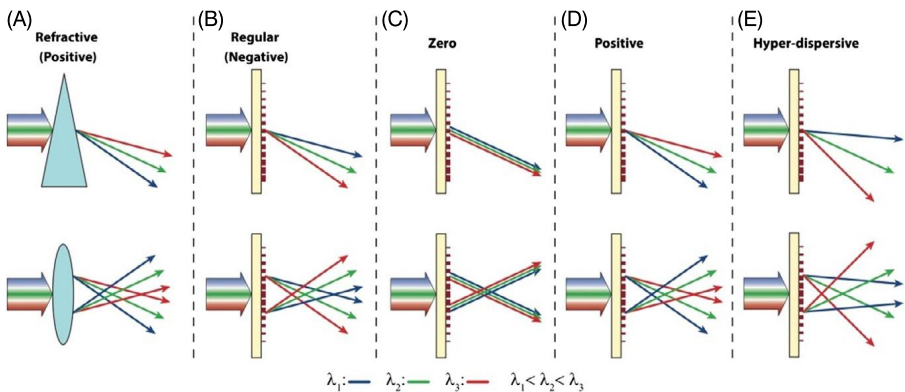 (A)
Refractive
(Positive)
(B)
Regular
(Negative)
(C)
Zero
(D)
Positive
(E)
Hyper-dispersive
λ₁: λ₂: λ₃: λ₁< λ₂< λ₃